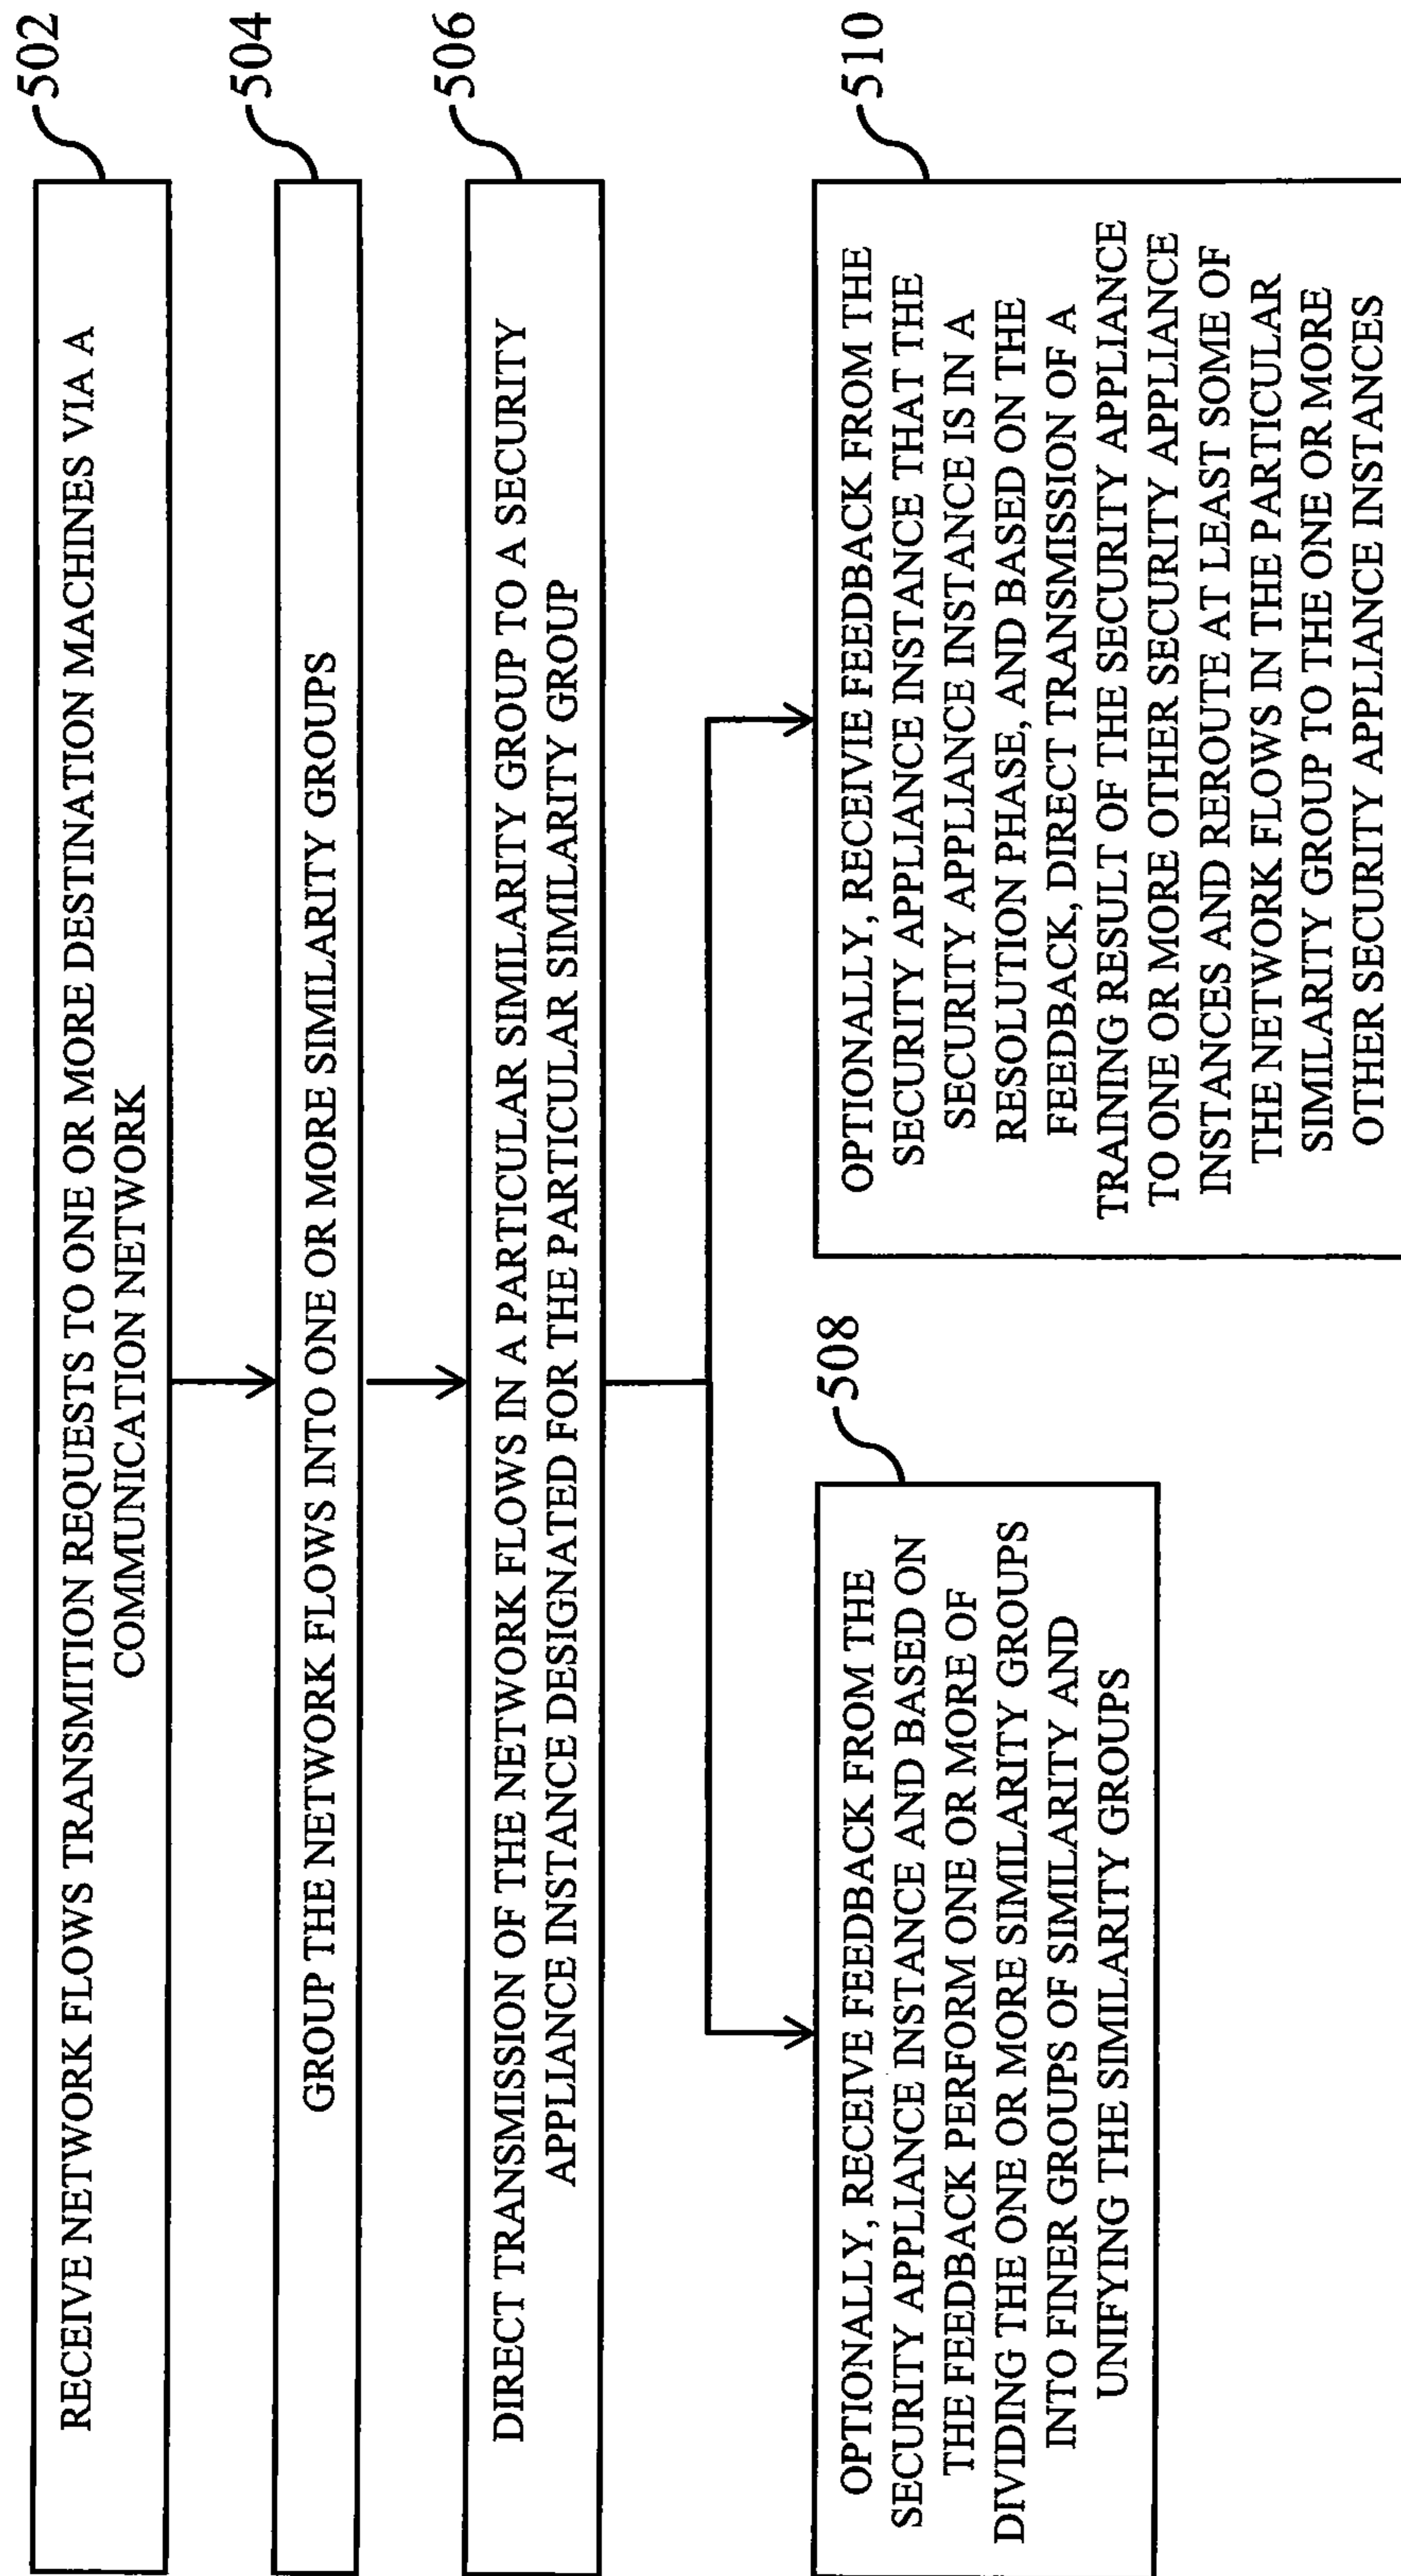 RECEIVE NETWORK FLOWS TRANSMITION REQUESTS TO ONE OR MORE DESTINATION MACHINES VIA A
COMMUNICATION NETWORK
502
GROUP THE NETWORK FLOWS INTO ONE OR MORE SIMILARITY GROUPS
504
DIRECT TRANSMISSION OF THE NETWORK FLOWS IN A PARTICULAR SIMILARITY GROUP TO A SECURITY
APPLIANCE INSTANCE DESIGNATED FOR THE PARTICULAR SIMILARITY GROUP
506
508
OPTIONALLY, RECEIVE FEEDBACK FROM THE
SECURITY APPLIANCE INSTANCE AND BASED ON
THE FEEDBACK PERFORM ONE OR MORE OF
DIVIDING THE ONE OR MORE SIMILARITY GROUPS
INTO FINER GROUPS OF SIMILARITY AND
UNIFYING THE SIMILARITY GROUPS
510
OPTIONALLY, RECEIVIE FEEDBACK FROM THE
SECURITY APPLIANCE INSTANCE THAT THE
SECURITY APPLIANCE INSTANCE IS IN A
RESOLUTION PHASE, AND BASED ON THE
FEEDBACK, DIRECT TRANSMISSION OF A
TRAINING RESULT OF THE SECURITY APPLIANCE
TO ONE OR MORE OTHER SECURITY APPLIANCE
INSTANCES AND REROUTE AT LEAST SOME OF
THE NETWORK FLOWS IN THE PARTICULAR
SIMILARITY GROUP TO THE ONE OR MORE
OTHER SECURITY APPLIANCE INSTANCES